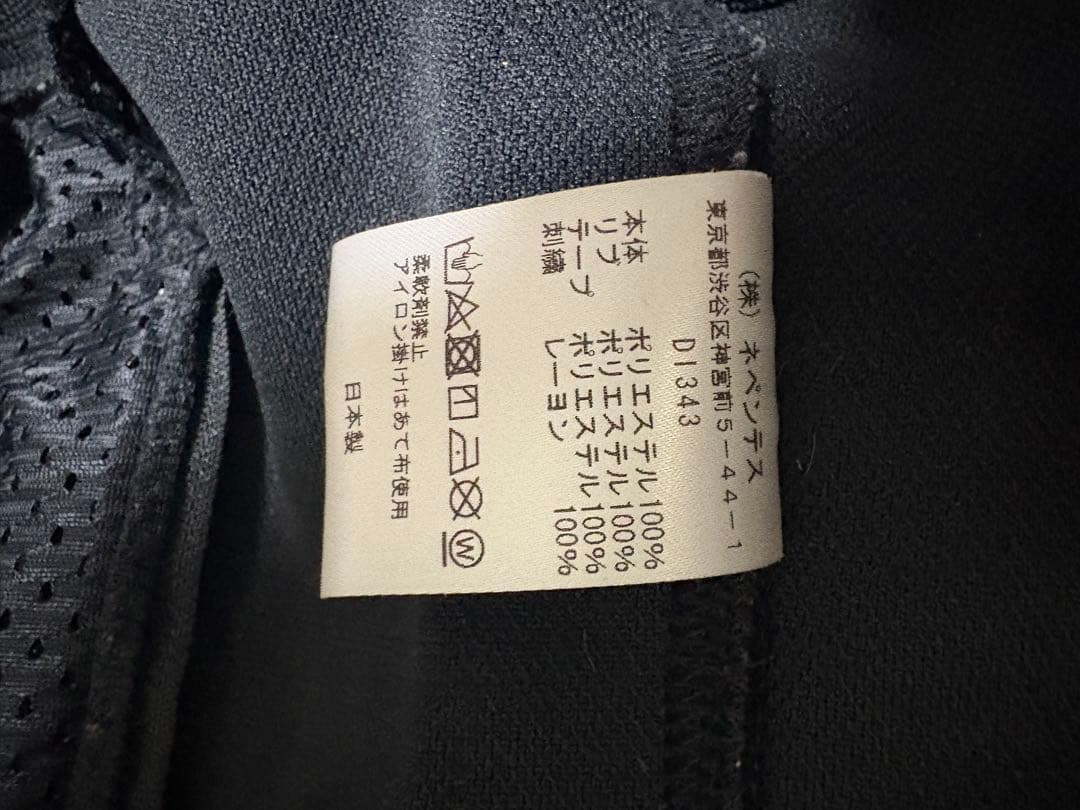 (株)ネペンテス
東京都渋谷区神宮前5-44-1
DI343
本体 ポリエステル100%
リブ ポリエステル100%
テープ ポリエステル100%
刺繍 レーヨン 100%
W
柔軟剤禁止
アイロン掛けはあて布使用
日本製